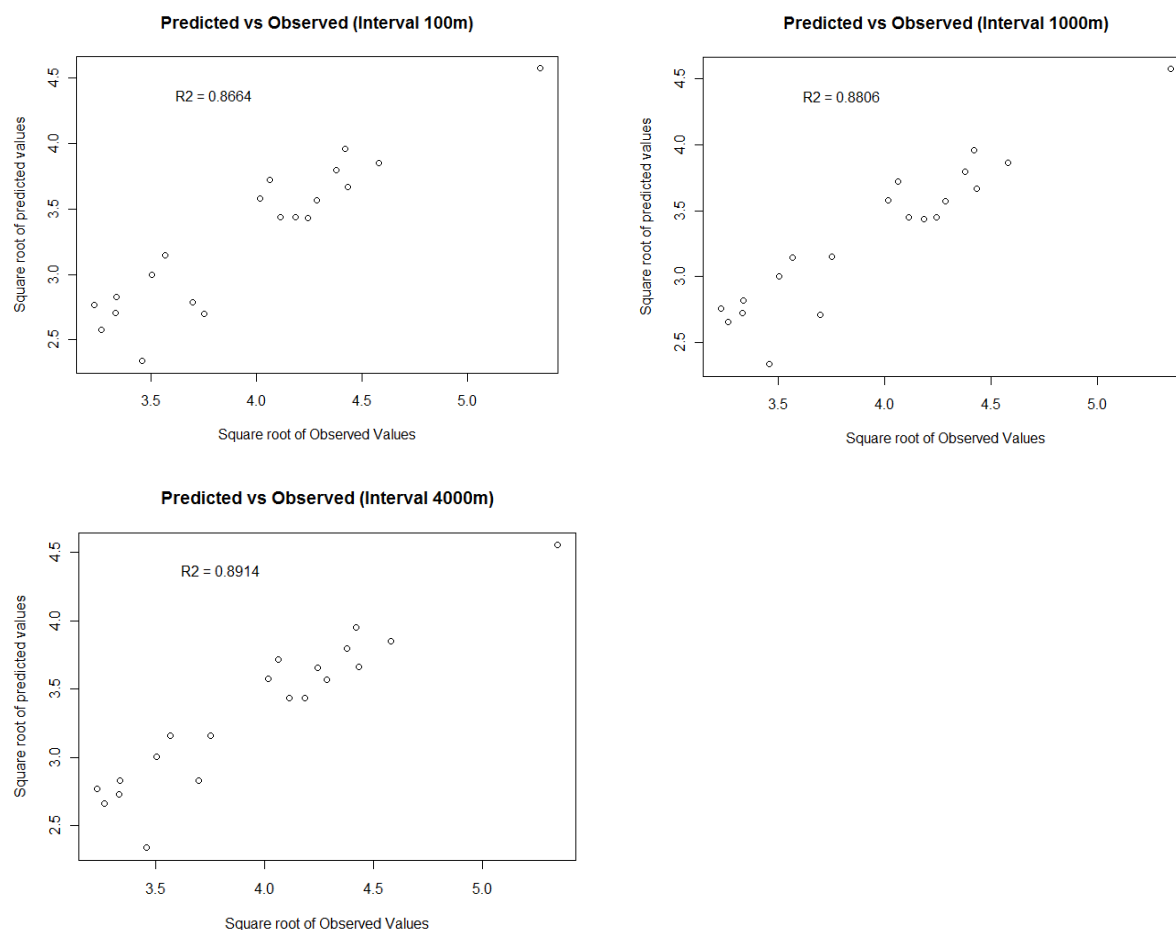 Predicted vs Observed (Interval 100m)
R2 = 0.8664
Square root of predicted values
4.5
4.0
3.5
3.0
2.5
3.5 4.0 4.5 5.0
Square root of Observed Values
Predicted vs Observed (Interval 1000m)
R2 = 0.8806
Square root of predicted values
4.5
4.0
3.5
3.0
2.5
3.5 4.0 4.5 5.0
Square root of Observed Values
Predicted vs Observed (Interval 4000m)
R2 = 0.8914
Square root of predicted values
4.5
4.0
3.5
3.0
2.5
3.5 4.0 4.5 5.0
Square root of Observed Values